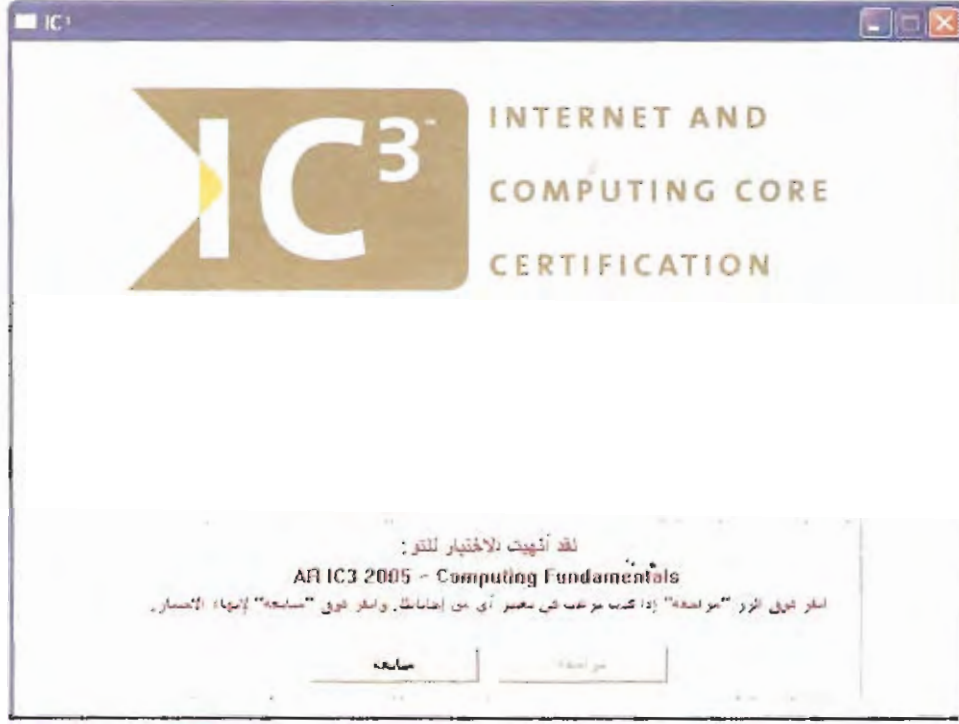 IC³
IC³™
INTERNET AND
COMPUTING CORE
CERTIFICATION
لقد أنهيت الاختبار للتو:
AR IC3 2005 - Computing Fundamentals
انقر فوق الزر "مراجعة" إذا كنت ترغب في تغيير أي من إجاباتك. وانقر فوق "متابعة" لإنهاء الاختبار.
مراجعة
متابعة